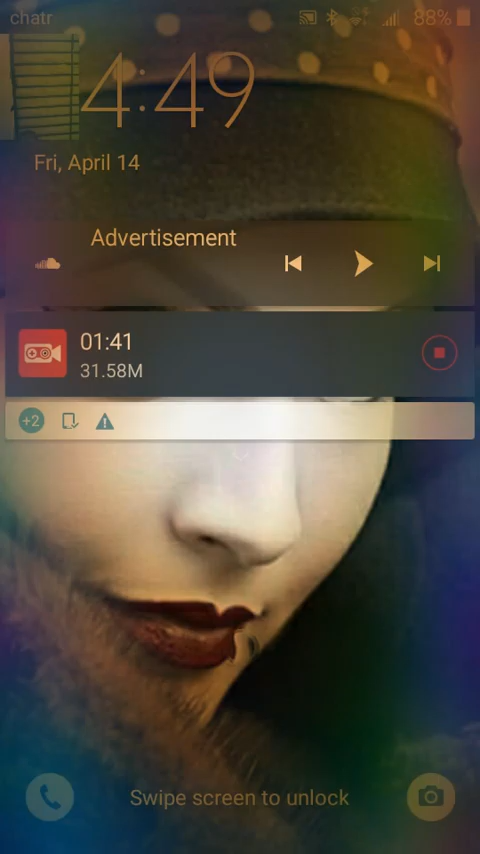 chatr
88%
4:49
Fri, April 14
Advertisement
01:41
31.58M
+2
Swipe screen to unlock